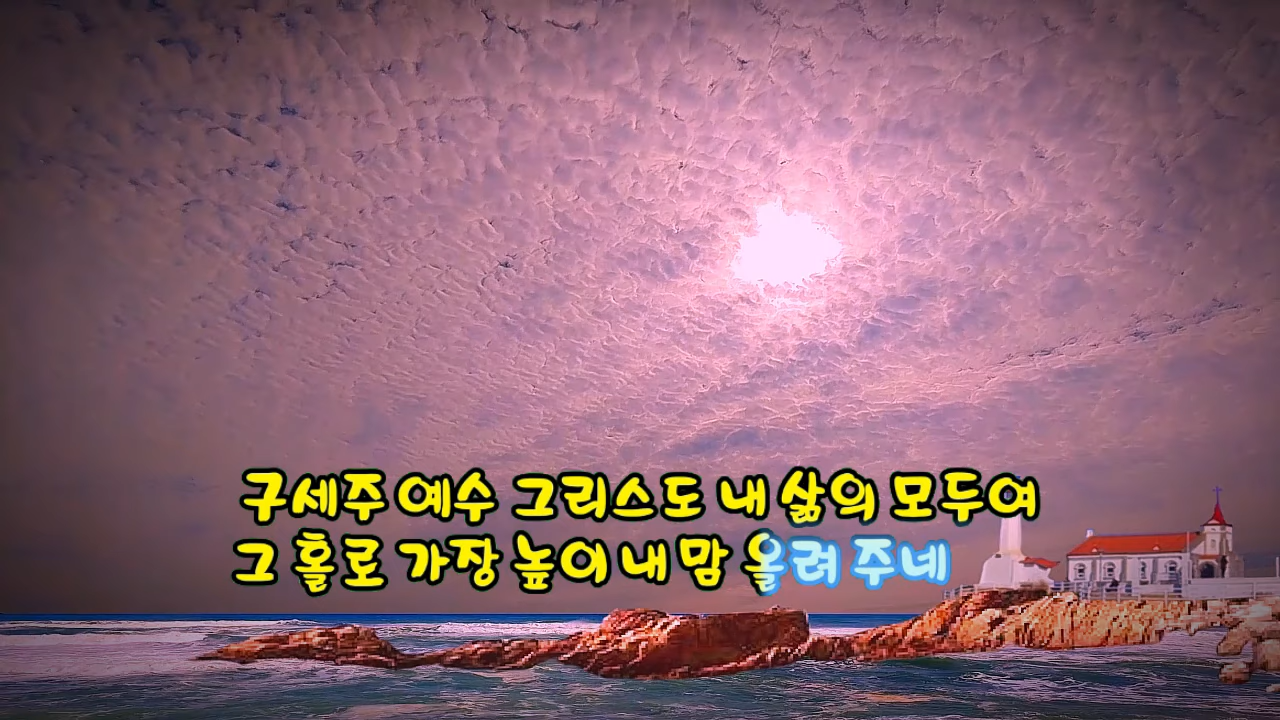 구세주 예수 그리스도 내 삶의 모두여
그 홀로 가장 높이 내 맘 올려 주네